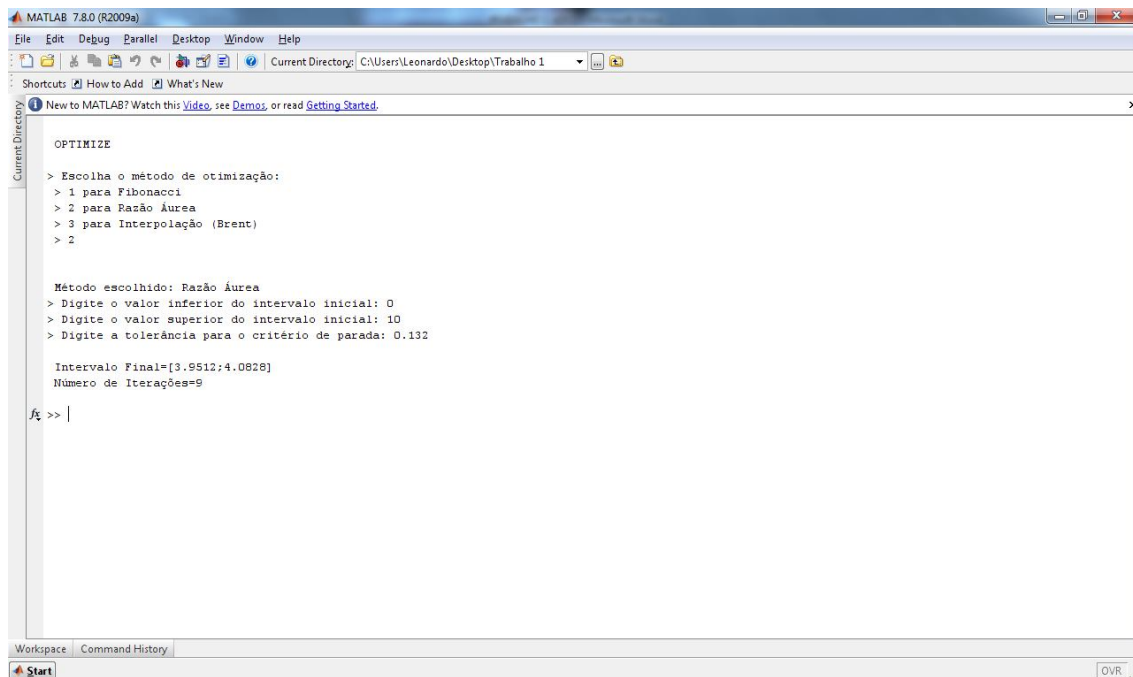 MATLAB 7.8.0 (R2009a)
File Edit Debug Parallel Desktop Window Help
Current Directory: C:\Users\Leonardo\Desktop\Trabalho 1
Shortcuts How to Add What's New
New to MATLAB? Watch this Video, see Demos, or read Getting Started.
Current Directory
OPTIMIZE
> Escolha o método de otimização:
> 1 para Fibonacci
> 2 para Razão Áurea
> 3 para Interpolação (Brent)
> 2
Método escolhido: Razão Áurea
> Digite o valor inferior do intervalo inicial: 0
> Digite o valor superior do intervalo inicial: 10
> Digite a tolerância para o critério de parada: 0.132
Intervalo Final=[3.9512;4.0828]
Número de Iterações=9
fx >>
Workspace Command History
Start
OVR